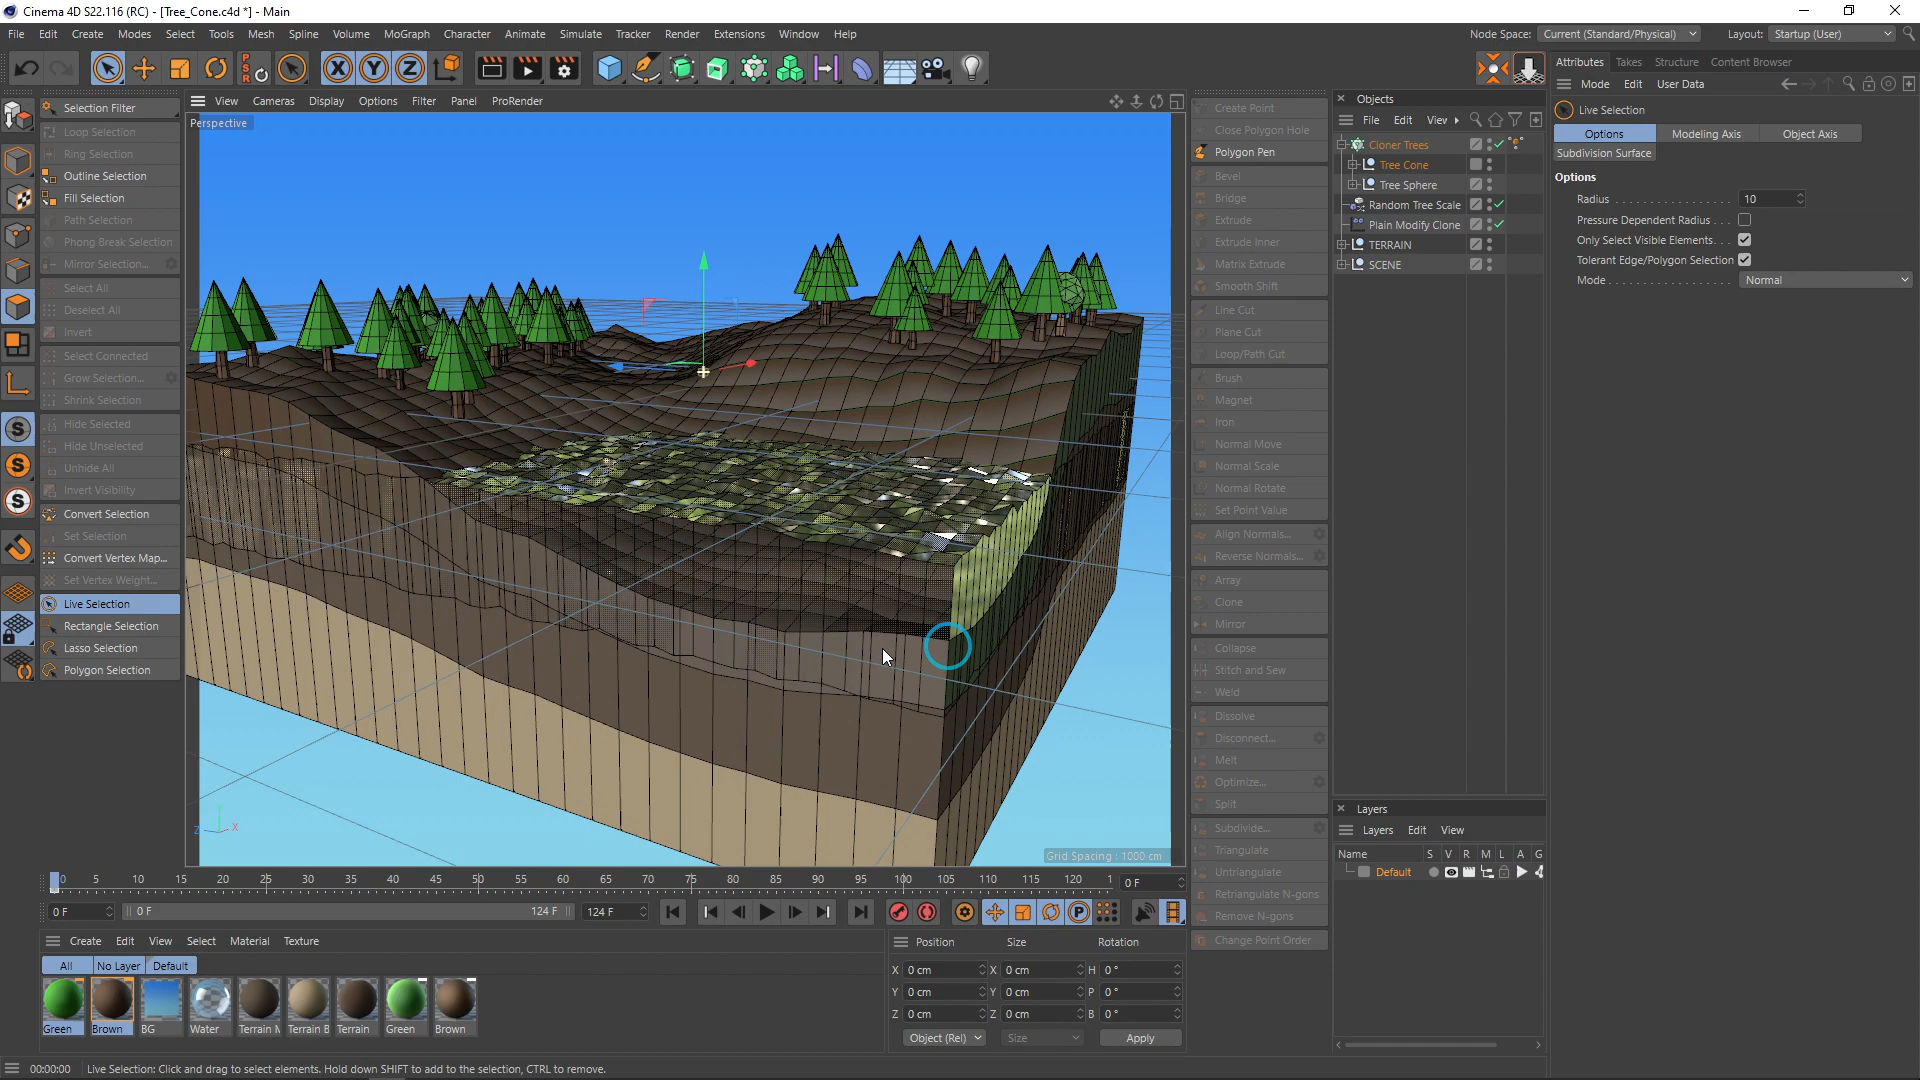 Cinema 4D S22.116 (RC) - [Tree_Cone.c4d *] - Main
File Edit Create Modes Select Tools Mesh Spline Volume MoGraph Character Animate Simulate Tracker Render Extensions Window Help
Node Space: Current (Standard/Physical) Layout: Startup (User)
X Y Z
PSR
View Cameras Display Options Filter Panel ProRender
Perspective
Selection Filter
Loop Selection
Ring Selection
Outline Selection
Fill Selection
Path Selection
Phong Break Selection
Mirror Selection...
Select All
Deselect All
Invert
Select Connected
Grow Selection...
Shrink Selection
Hide Selected
Hide Unselected
Unhide All
Invert Visibility
Convert Selection
Set Selection
Convert Vertex Map...
Set Vertex Weight...
Live Selection
Rectangle Selection
Lasso Selection
Polygon Selection
Grid Spacing : 1000 cm
Create Point
Close Polygon Hole
Polygon Pen
Bevel
Bridge
Extrude
Extrude Inner
Matrix Extrude
Smooth Shift
Line Cut
Plane Cut
Loop/Path Cut
Brush
Magnet
Iron
Normal Move
Normal Scale
Normal Rotate
Set Point Value
Align Normals...
Reverse Normals...
Array
Clone
Mirror
Collapse
Stitch and Sew
Weld
Dissolve
Disconnect...
Melt
Optimize...
Split
Subdivide...
Triangulate
Untriangulate
Retriangulate N-gons
Remove N-gons
Change Point Order
Objects
File Edit View
Cloner Trees
Tree Cone
Tree Sphere
Random Tree Scale
Plain Modify Clone
TERRAIN
SCENE
Layers
Layers Edit View
Name S V R M L A G
Default
Attributes Takes Structure Content Browser
Mode Edit User Data
Live Selection
Options Modeling Axis Object Axis
Subdivision Surface
Options
Radius 10
Pressure Dependent Radius
Only Select Visible Elements
Tolerant Edge/Polygon Selection
Mode Normal
0 5 10 15 20 25 30 35 40 45 50 55 60 65 70 75 80 85 90 95 100 105 110 115 120 1 0 F
0 F 0 F 124 F 124 F
Create Edit View Select Material Texture
All No Layer Default
Green Brown BG Water Terrain M Terrain B Terrain Green Brown
Position Size Rotation
X 0 cm X 0 cm H 0 °
Y 0 cm Y 0 cm P 0 °
Z 0 cm Z 0 cm B 0 °
Object (Rel) Size Apply
00:00:00 Live Selection: Click and drag to select elements. Hold down SHIFT to add to the selection, CTRL to remove.